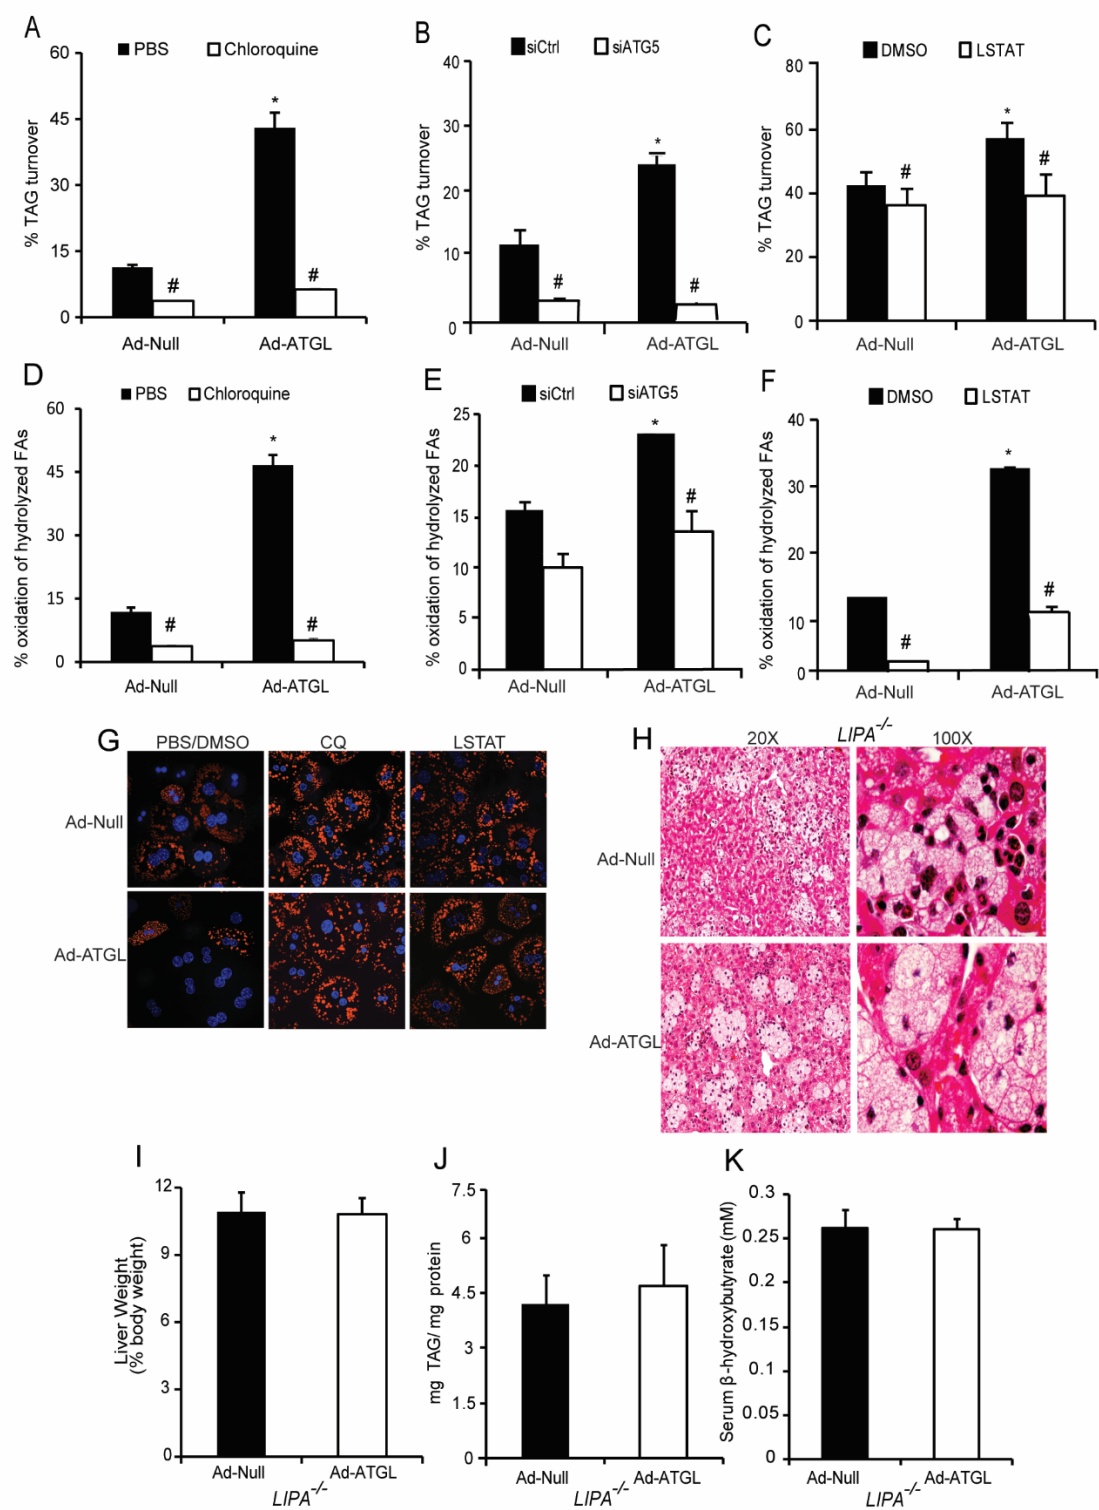 A
PBS Chloroquine
% TAG turnover
60
45
30
15
0
Ad-Null Ad-ATGL
#
*
#
B
siCtrl siATG5
% TAG turnover
40
30
20
10
0
Ad-Null Ad-ATGL
#
*
#
C
DMSO LSTAT
% TAG turnover
80
60
40
20
0
Ad-Null Ad-ATGL
#
*
#
D
PBS Chloroquine
% oxidation of hydrolyzed FAs
60
45
30
15
0
Ad-Null Ad-ATGL
#
*
#
E
siCtrl siATG5
% oxidation of hydrolyzed FAs
25
20
15
10
5
0
Ad-Null Ad-ATGL
*
#
F
DMSO LSTAT
% oxidation of hydrolyzed FAs
40
30
20
10
0
Ad-Null Ad-ATGL
#
*
#
G
PBS/DMSO CQ LSTAT
Ad-Null
Ad-ATGL
H
LIPA-/-
20X 100X
Ad-Null
Ad-ATGL
I
Liver Weight
(% body weight)
12
9
6
3
0
Ad-Null Ad-ATGL
LIPA-/-
J
mg TAG/ mg protein
7.5
6
4.5
3
1.5
0
Ad-Null Ad-ATGL
LIPA-/-
K
Serum β-hydroxybutyrate (mM)
0.3
0.25
0.2
0.15
0.1
0.05
0
Ad-Null Ad-ATGL
LIPA-/-